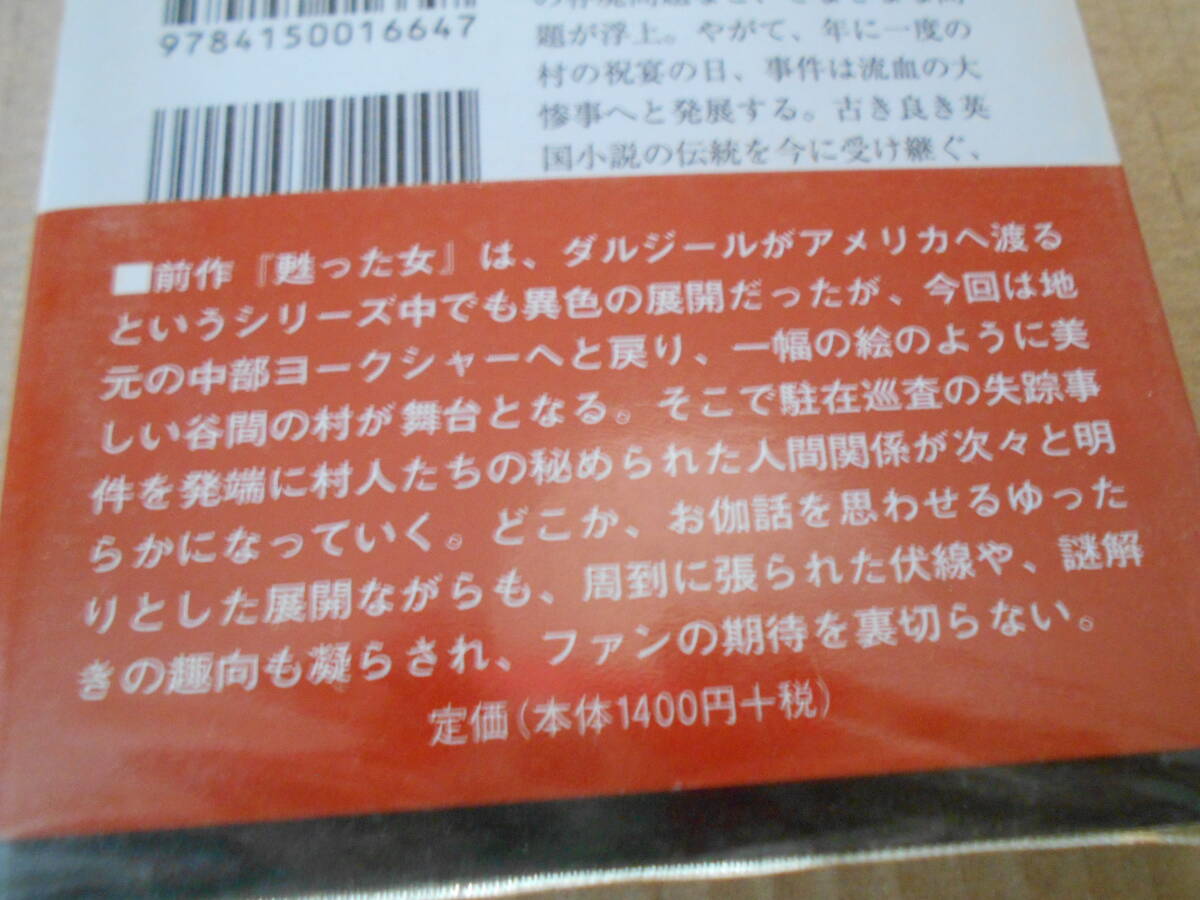 9784150016647
題が浮上。やがて、年に一度の
村の祝宴の日、事件は流血の大
惨事へと発展する。古き良き英
国小説の伝統を今に受け継ぐ、
■前作『甦った女』は、ダルジールがアメリカへ渡る
というシリーズ中でも異色の展開だったが、今回は地
元の中部ヨークシャーへと戻り、一幅の絵のように美
しい谷間の村が舞台となる。そこで駐在巡査の失踪事
件を発端に村人たちの秘められた人間関係が次々と明
らかになっていく。どこか、お伽話を思わせるゆった
りとした展開ながらも、周到に張られた伏線や、謎解
きの趣向も凝らされ、ファンの期待を裏切らない。
定価(本体1400円+税)